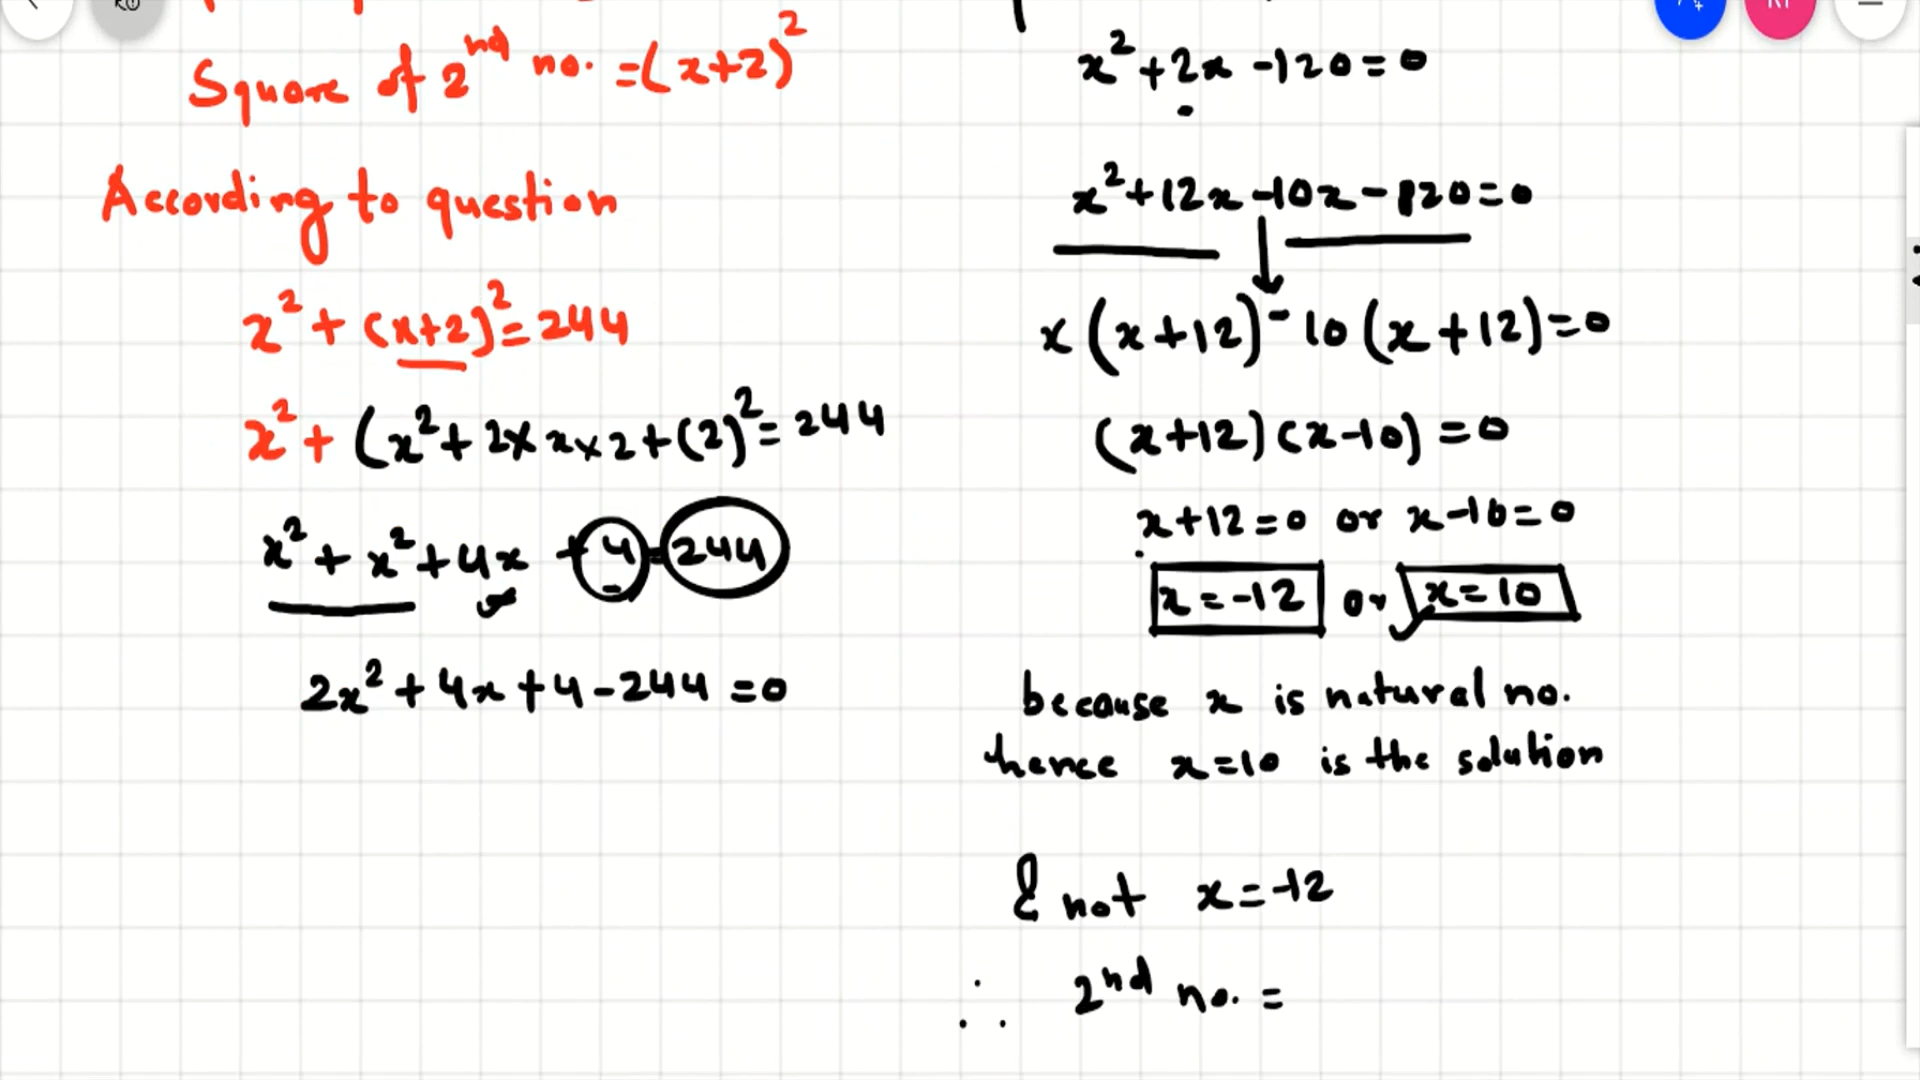 Square of 2nd no. = (x+2)²
According to question
x² + (x+2)² = 244
x² + (x² + 2×x×2 + (2)² = 244
x² + x² + 4x + 4 = 244
2x² + 4x + 4 - 244 = 0
x² + 2x - 120 = 0
x² + 12x - 10x - 120 = 0
x (x+12) - 10 (x+12) = 0
(x+12) (x-10) = 0
x+12 = 0 or x-10 = 0
x = -12 or x = 10
because x is natural no.
hence x = 10 is the solution
& not x = -12
∴ 2nd no. =